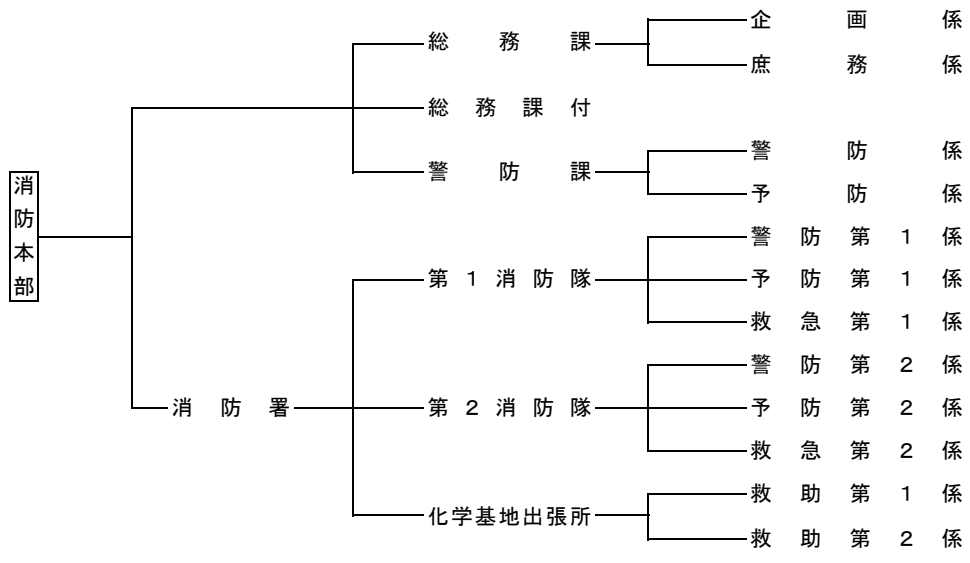 消防本部
総務課
企画係
庶務係
総務課付
警防課
警防係
予防係
消防署
第1消防隊
警防第1係
予防第1係
救急第1係
第2消防隊
警防第2係
予防第2係
救急第2係
化学基地出張所
救助第1係
救助第2係